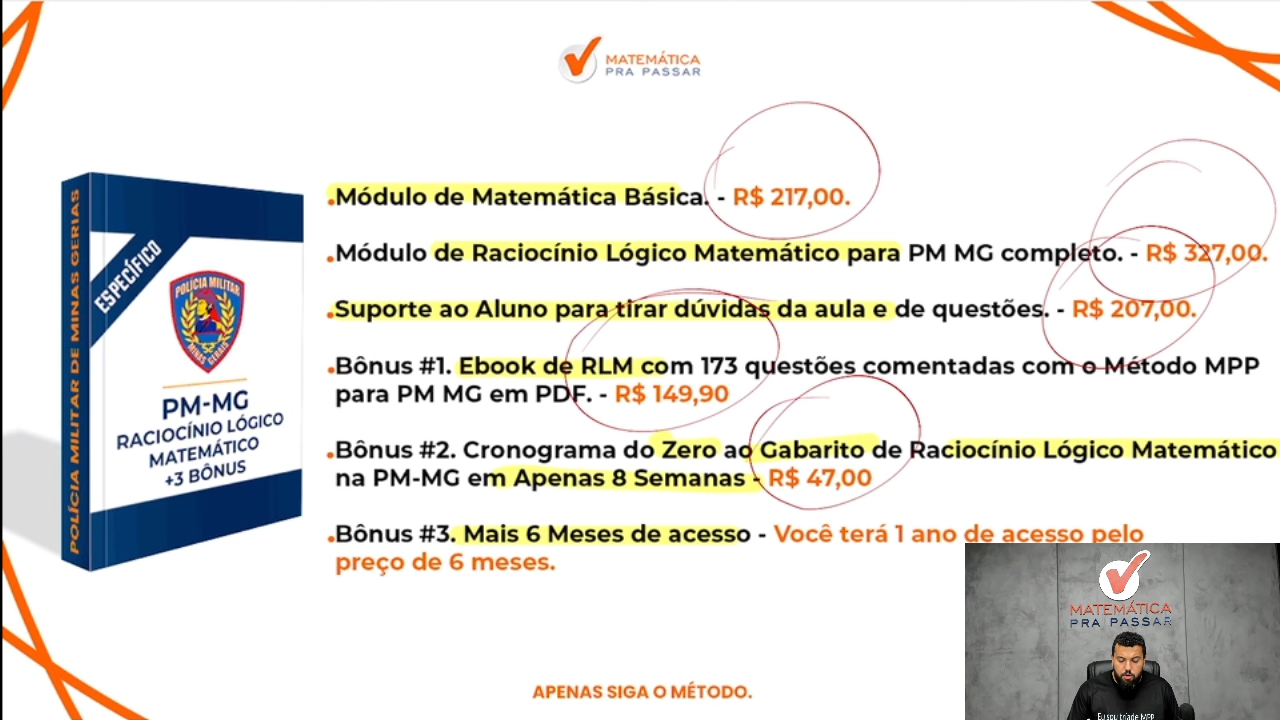 MATEMÁTICA
PRA PASSAR
•Módulo de Matemática Básica. - R$ 217,00.
•Módulo de Raciocínio Lógico Matemático para PM MG completo. - R$ 327,00.
•Suporte ao Aluno para tirar dúvidas da aula e de questões. - R$ 207,00.
•Bônus #1. Ebook de RLM com 173 questões comentadas com o Método MPP
para PM MG em PDF. - R$ 149,90
•Bônus #2. Cronograma do Zero ao Gabarito de Raciocínio Lógico Matemático
na PM-MG em Apenas 8 Semanas - R$ 47,00
•Bônus #3. Mais 6 Meses de acesso - Você terá 1 ano de acesso pelo
preço de 6 meses.
POLÍCIA MILITAR DE MINAS GERIAS
ESPECÍFICO
POLÍCIA MILITAR
MINAS GERAIS
PM-MG
RACIOCÍNIO LÓGICO
MATEMÁTICO
+3 BÔNUS
MATEMÁTICA
PRA PASSAR
Eu sou tríade MPP
APENAS SIGA O MÉTODO.